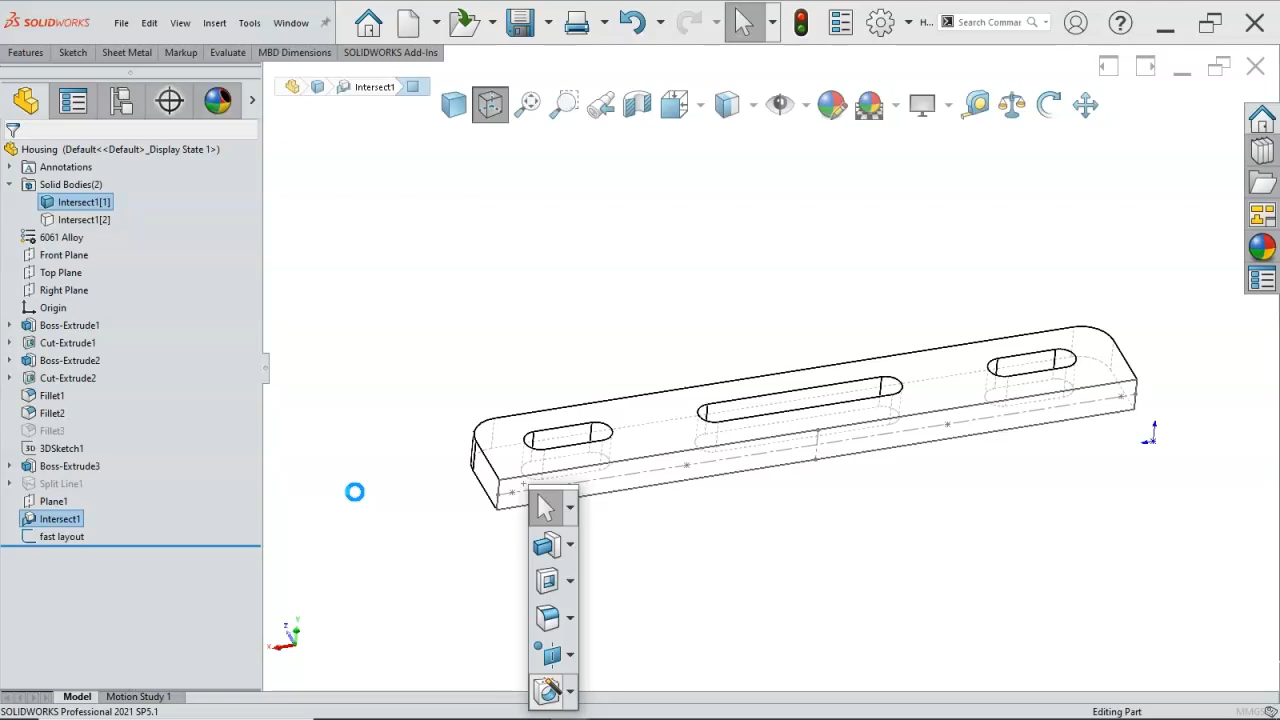 SOLIDWORKS File Edit View Insert Tools Window H... Search Commar
Features Sketch Sheet Metal Markup Evaluate MBD Dimensions SOLIDWORKS Add-Ins
Intersect1
Housing (Default<<Default>_Display State 1>)
Annotations
Solid Bodies(2)
Intersect1[1]
Intersect1[2]
6061 Alloy
Front Plane
Top Plane
Right Plane
Origin
Boss-Extrude1
Cut-Extrude1
Boss-Extrude2
Cut-Extrude2
Fillet1
Fillet2
Fillet3
3D 3DSketch1
Boss-Extrude3
Split Line1
Plane1
Intersect1
fast layout
Z Y X
Model Motion Study 1
SOLIDWORKS Professional 2021 SP5.1 Editing Part MMGS